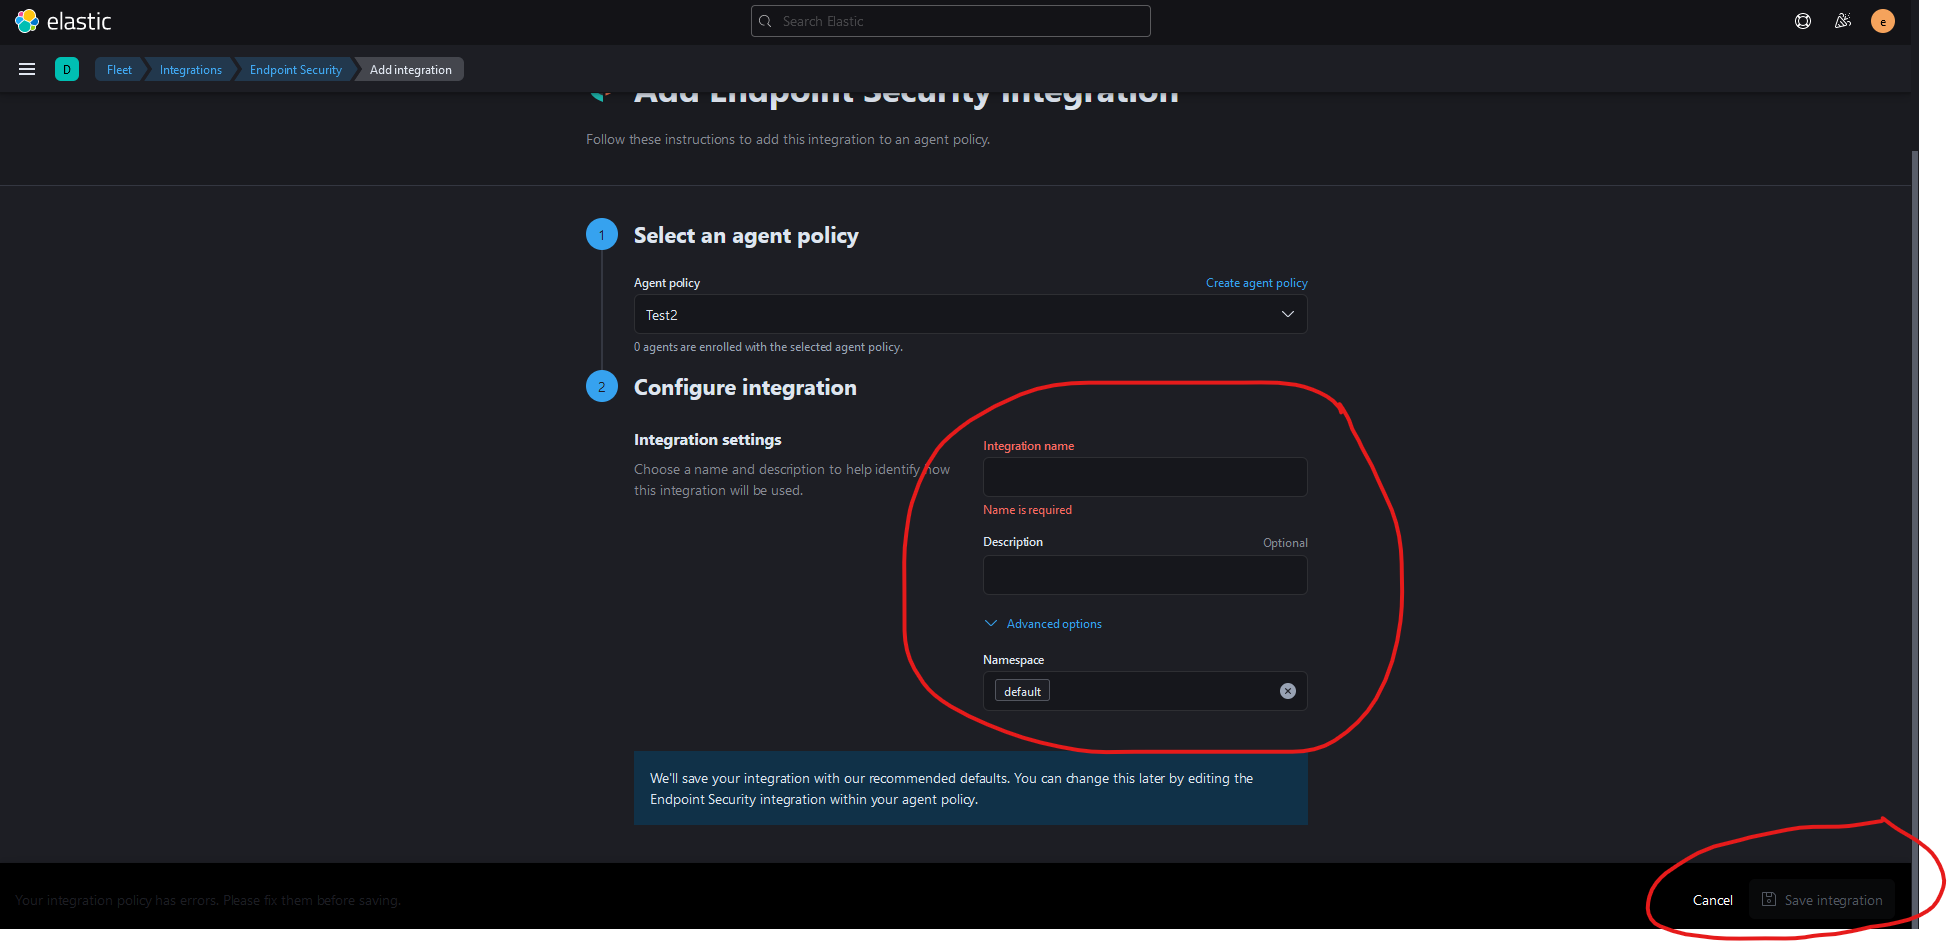 elastic
Search Elastic
e
D
Fleet
Integrations
Endpoint Security
Add integration
Add Endpoint Security integration
Follow these instructions to add this integration to an agent policy.
1
Select an agent policy
Agent policy
Create agent policy
Test2
0 agents are enrolled with the selected agent policy.
2
Configure integration
Integration settings
Choose a name and description to help identify how
this integration will be used.
Integration name
Name is required
Description
Optional
Advanced options
Namespace
default
We'll save your integration with our recommended defaults. You can change this later by editing the
Endpoint Security integration within your agent policy.
Your integration policy has errors. Please fix them before saving.
Cancel
Save integration